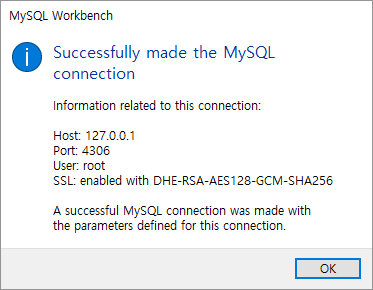 MySQL Workbench
Successfully made the MySQL
connection
Information related to this connection:
Host: 127.0.0.1
Port: 4306
User: root
SSL: enabled with DHE-RSA-AES128-GCM-SHA256
A successful MySQL connection was made with
the parameters defined for this connection.
OK